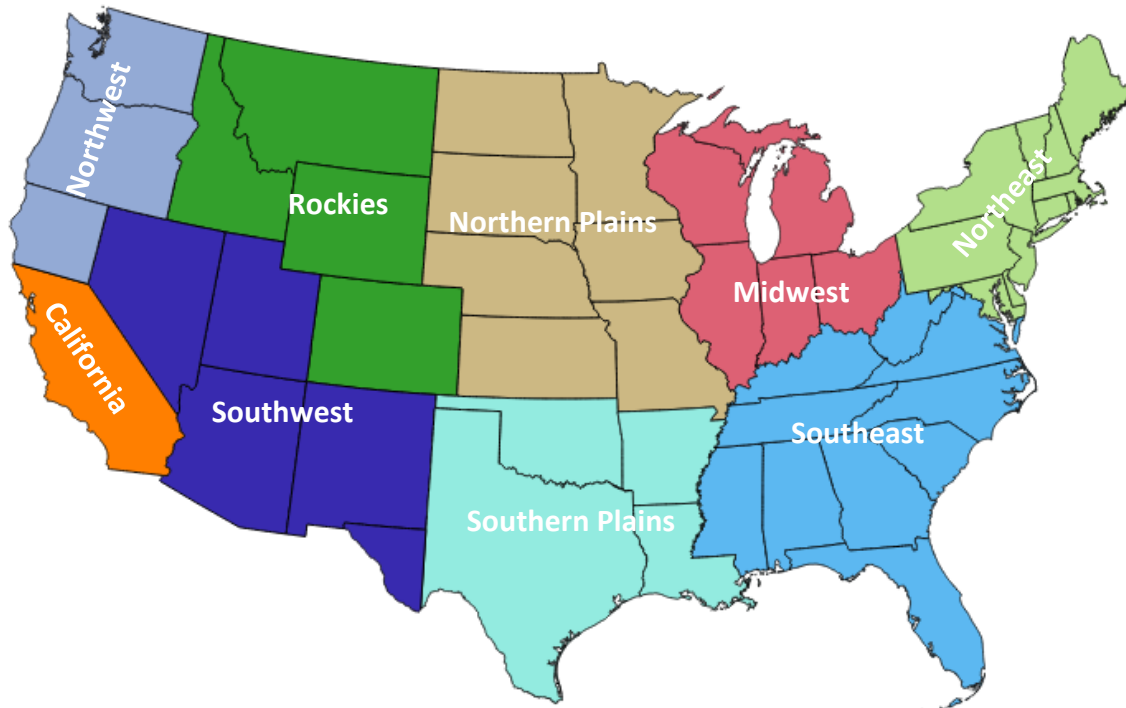 Northwest
Rockies
Northern Plains
Northeast
Midwest
California
Southwest
Southeast
Southern Plains